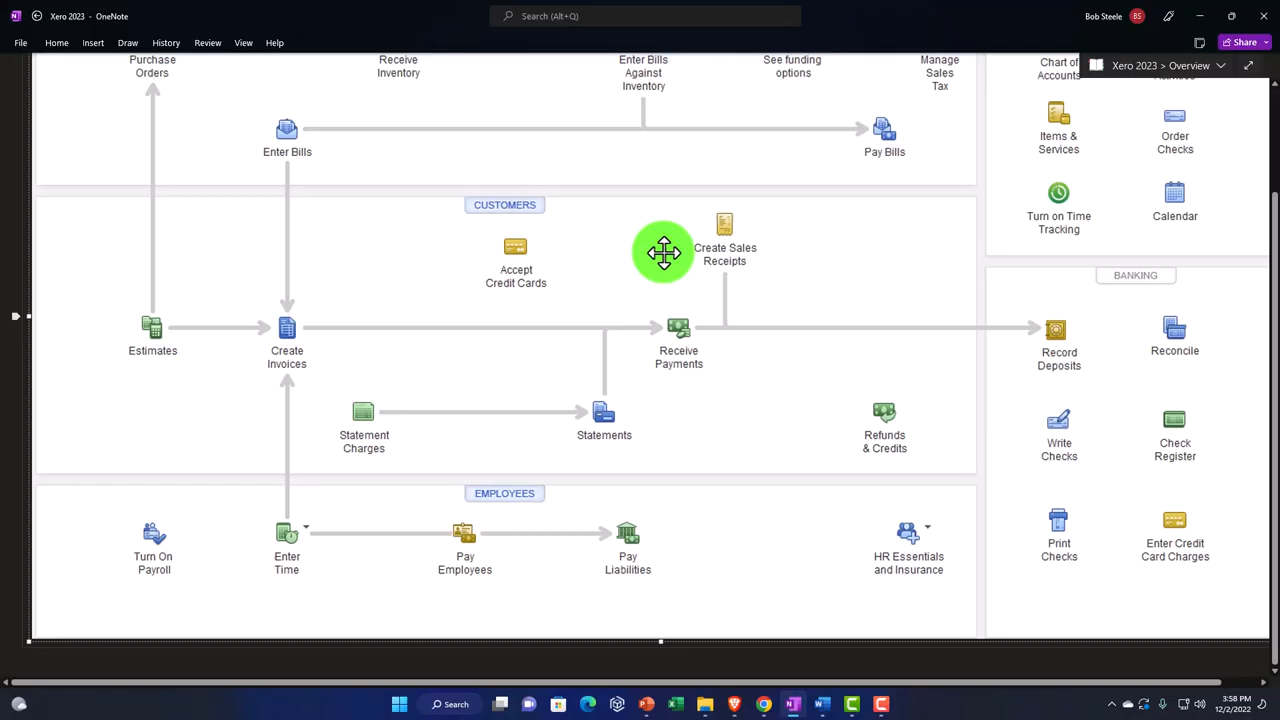 Xero 2023 - OneNote
Search (Alt+Q)
Bob Steele
BS
File
Home
Insert
Draw
History
Review
View
Help
Share
Xero 2023 > Overview
Purchase
Orders
Receive
Inventory
Enter Bills
Against
Inventory
See funding
options
Manage
Sales
Tax
Enter Bills
Pay Bills
CUSTOMERS
Accept
Credit Cards
Create Sales
Receipts
Estimates
Create
Invoices
Receive
Payments
Statement
Charges
Statements
Refunds
& Credits
EMPLOYEES
Turn On
Payroll
Enter
Time
Pay
Employees
Pay
Liabilities
HR Essentials
and Insurance
Chart of
Accounts
Items &
Services
Order
Checks
Turn on Time
Tracking
Calendar
BANKING
Record
Deposits
Reconcile
Write
Checks
Check
Register
Print
Checks
Enter Credit
Card Charges
Search
3:58 PM
12/2/2022